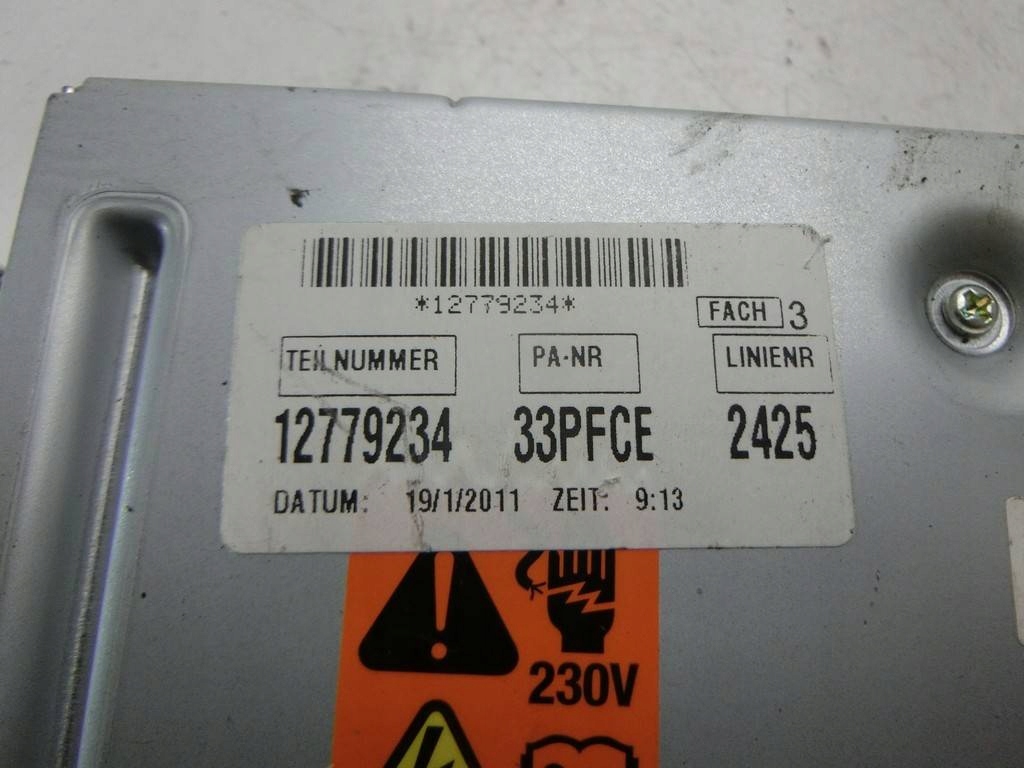 *12779234*
FACH 3
TEILNUMMER PA-NR LINIENR
12779234 33PFCE 2425
DATUM: 19/1/2011 ZEIT: 9:13
230V